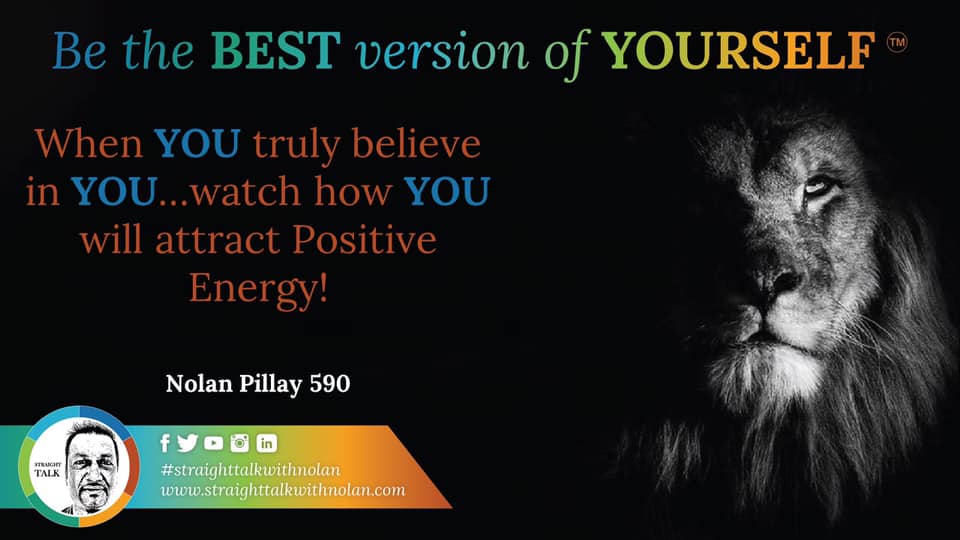 Be the BEST version of YOURSELF ™
When YOU truly believe
in YOU...watch how YOU
will attract Positive
Energy!
Nolan Pillay 590
STRAIGHT
TALK
#straighttalkwithnolan
www.straighttalkwithnolan.com